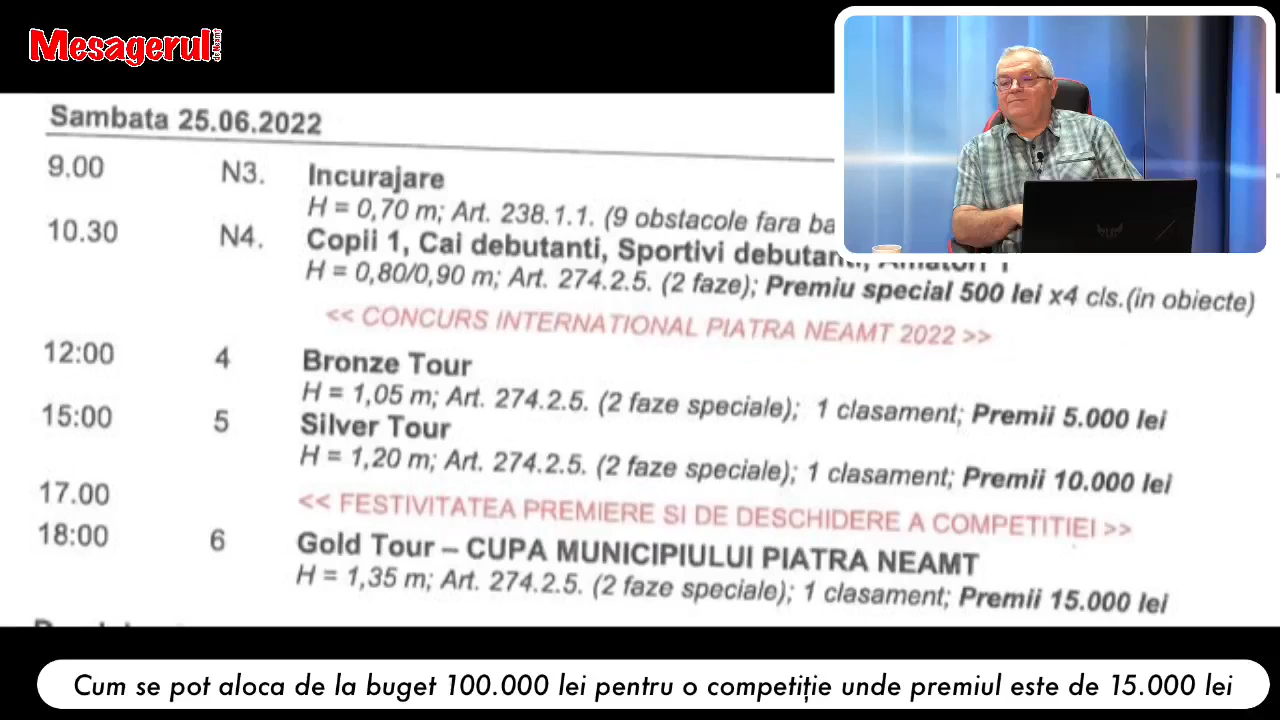 Mesagerul
Sambata 25.06.2022
9.00 N3. Incurajare
H = 0,70 m; Art. 238.1.1. (9 obstacole fara ba
10.30 N4. Copii 1, Cai debutanti, Sportivi debutanti, Amatori 1
H = 0,80/0,90 m; Art. 274.2.5. (2 faze); Premiu special 500 lei x4 cls.(in obiecte)
<< CONCURS INTERNATIONAL PIATRA NEAMT 2022 >>
12:00 4 Bronze Tour
H = 1,05 m; Art. 274.2.5. (2 faze speciale); 1 clasament; Premii 5.000 lei
15:00 5 Silver Tour
H = 1,20 m; Art. 274.2.5. (2 faze speciale); 1 clasament; Premii 10.000 lei
17.00 << FESTIVITATEA PREMIERE SI DE DESCHIDERE A COMPETITIEI >>
18:00 6 Gold Tour – CUPA MUNICIPIULUI PIATRA NEAMT
H = 1,35 m; Art. 274.2.5. (2 faze speciale); 1 clasament; Premii 15.000 lei
Cum se pot aloca de la buget 100.000 lei pentru o competiție unde premiul este de 15.000 lei